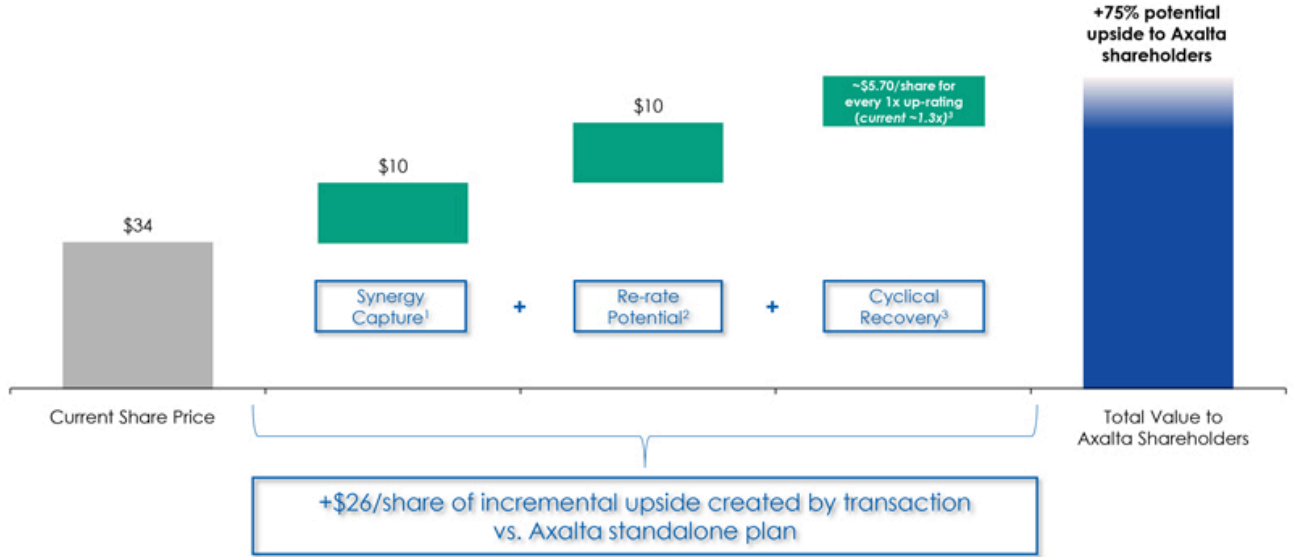 +75% potential
upside to Axalta
shareholders
~$5.70/share for
every 1x up-rating
(current ~1.3x)³
$10
$10
$34
Synergy
Capture¹
+
Re-rate
Potential²
+
Cyclical
Recovery³
Current Share Price
Total Value to
Axalta Shareholders
+$26/share of incremental upside created by transaction
vs. Axalta standalone plan